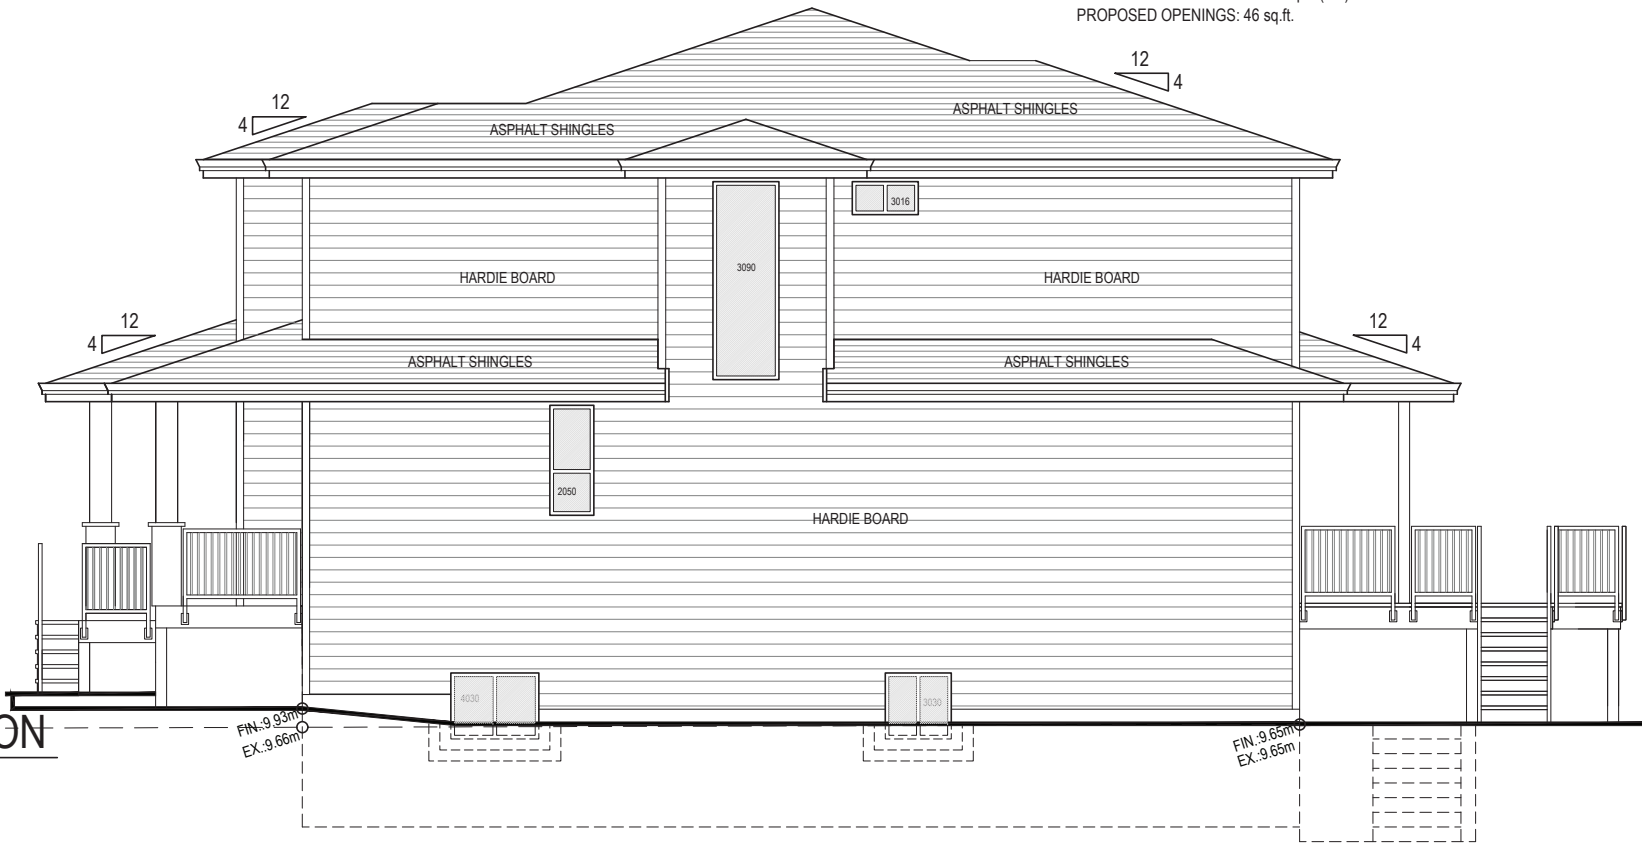 PROPOSED OPENINGS: 46 sq.ft.
12
4
12
4
ASPHALT SHINGLES
ASPHALT SHINGLES
3016
3090
HARDIE BOARD
HARDIE BOARD
12
4
12
4
ASPHALT SHINGLES
ASPHALT SHINGLES
2050
HARDIE BOARD
4030
3030
FIN.:9.93m
EX.:9.66m
FIN.:9.65m
EX.:9.65m
ON